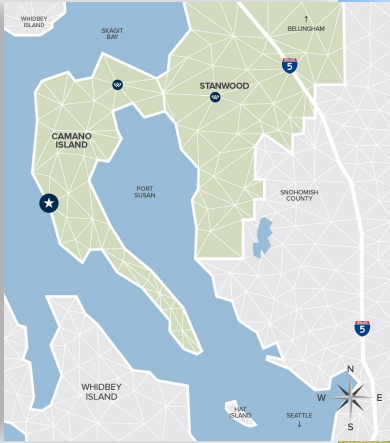 WHIDBEY
ISLAND
SKAGIT
BAY
↑
BELLINGHAM
5
STANWOOD
CAMANO
ISLAND
PORT
SUSAN
SNOHOMISH
COUNTY
5
N
W
E
S
WHIDBEY
ISLAND
HAT
ISLAND
SEATTLE
↓